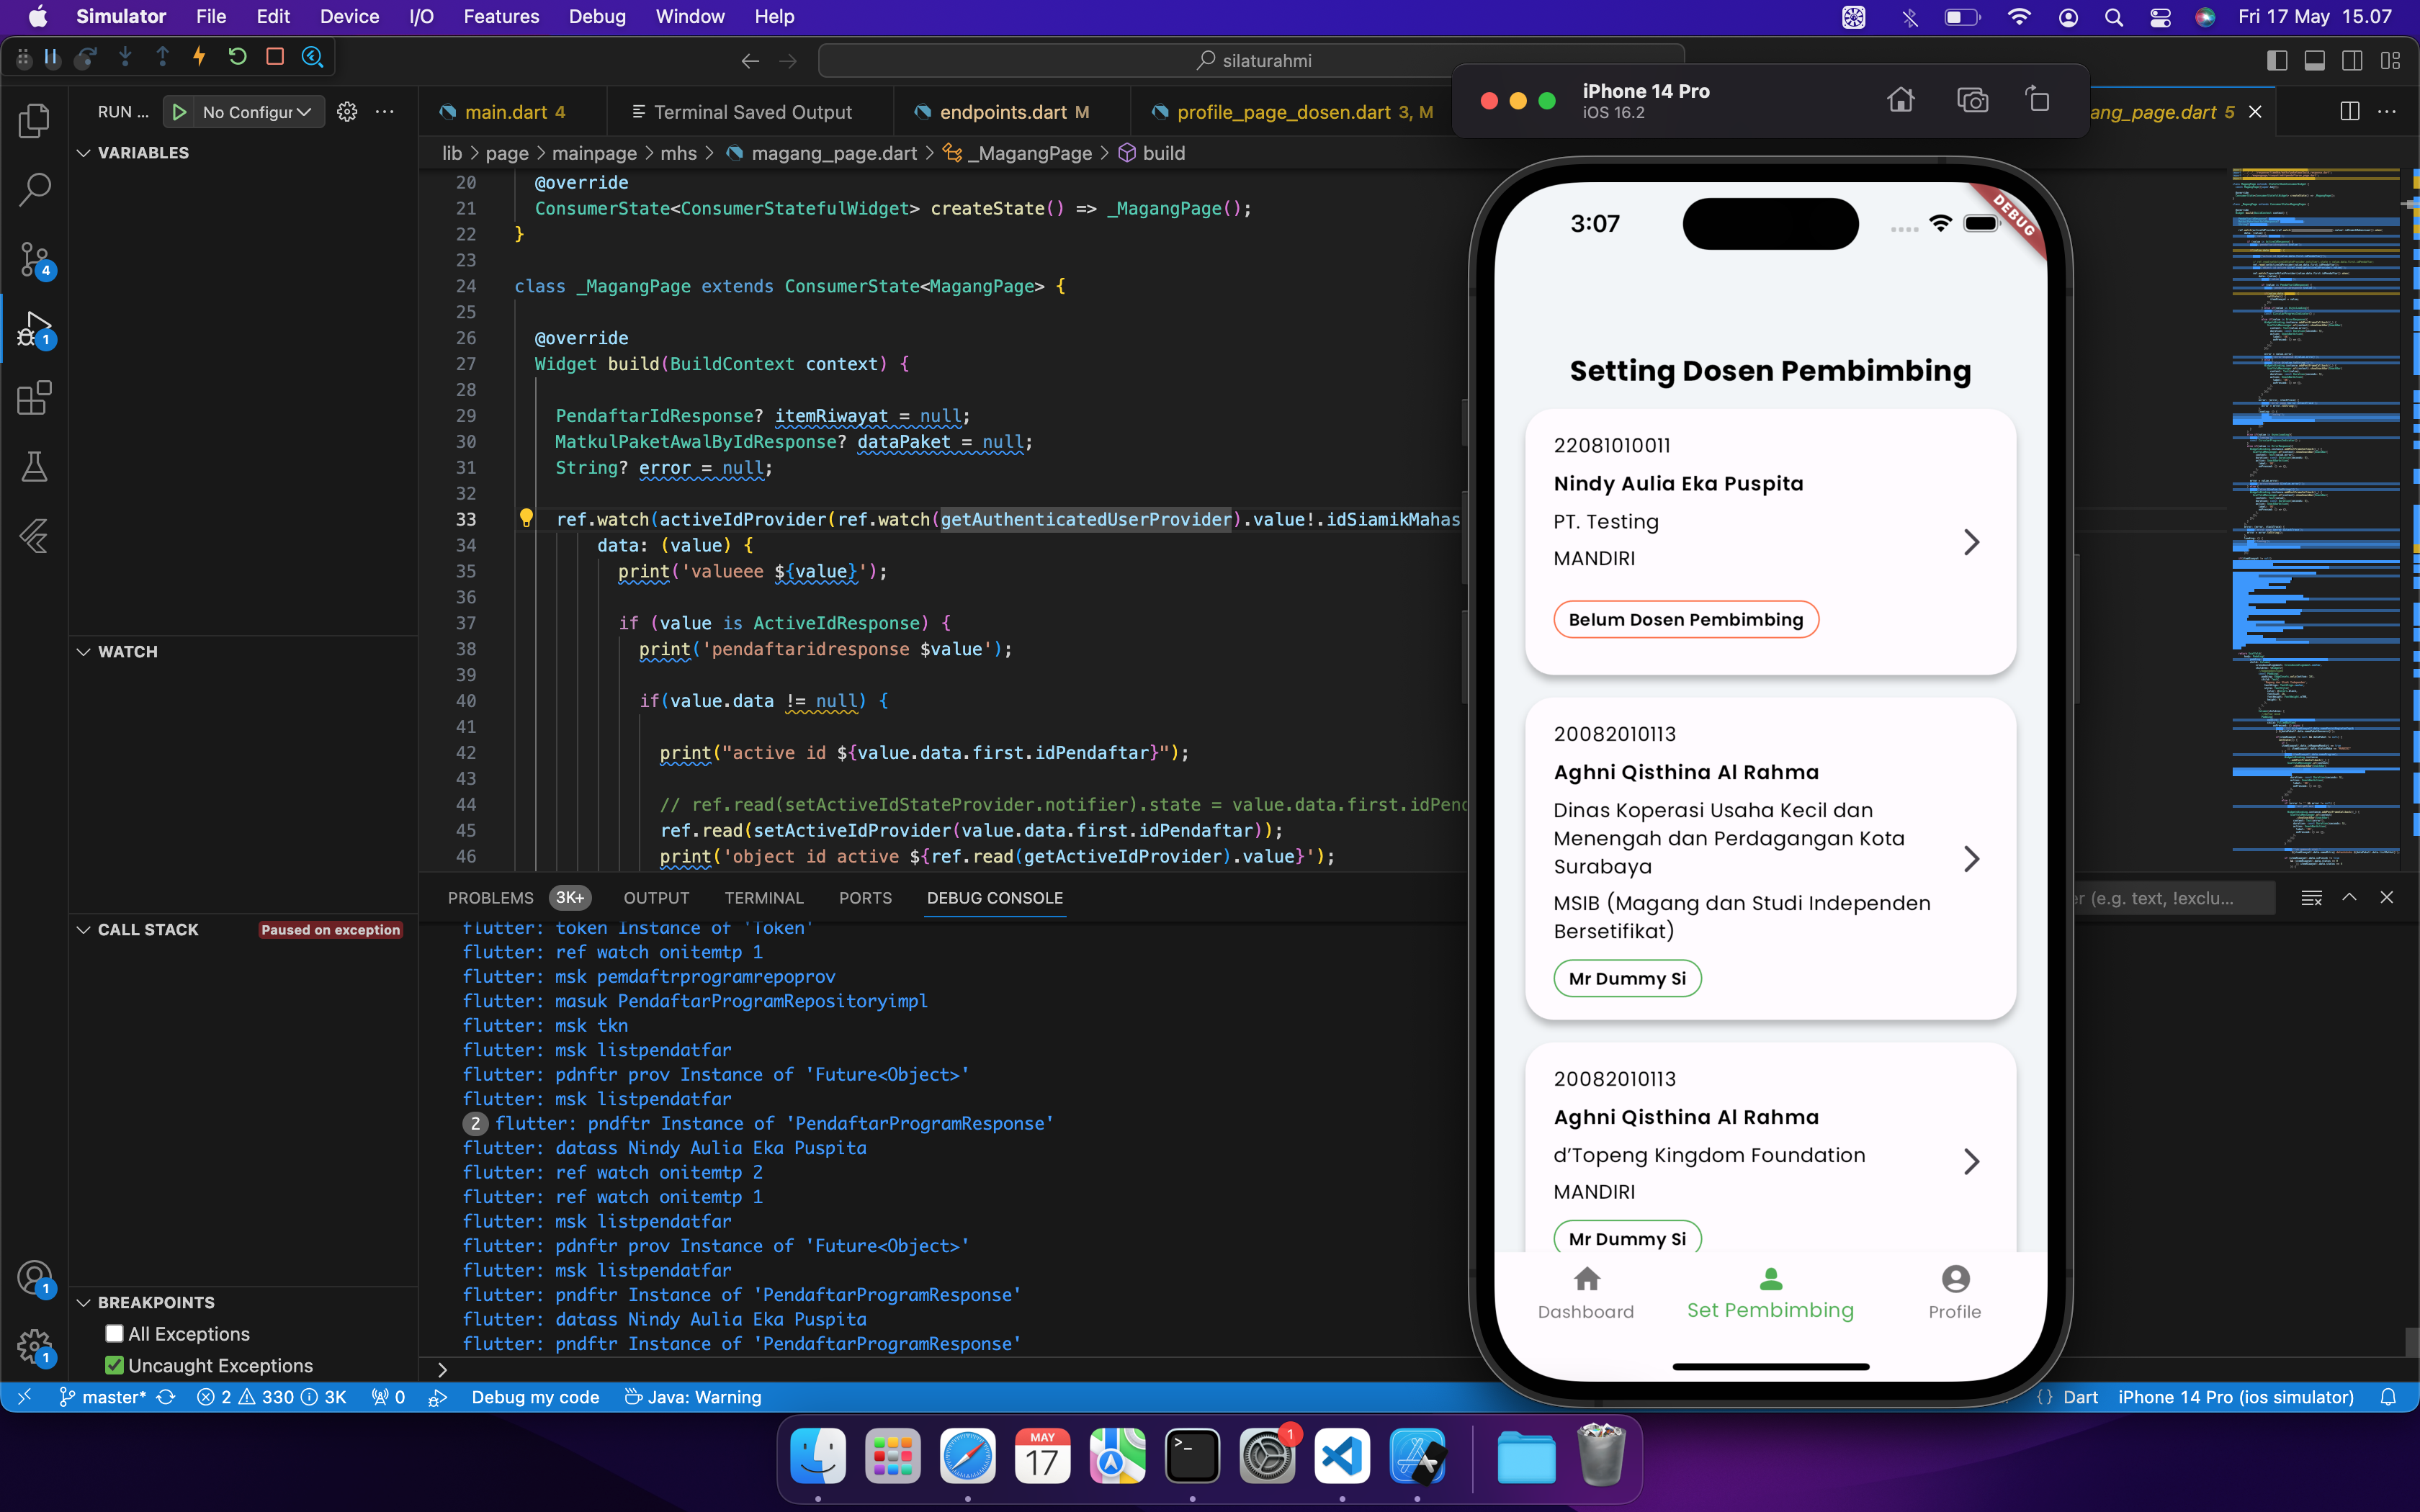 Simulator File Edit Device I/O Features Debug Window Help
Fri 17 May 15.07
silaturahmi
RUN ... No Configur
main.dart 4
Terminal Saved Output
endpoints.dart M
profile_page_dosen.dart 3, M
ang_page.dart 5
lib > page > mainpage > mhs > magang_page.dart > _MagangPage > build
VARIABLES
WATCH
CALL STACK Paused on exception
BREAKPOINTS
All Exceptions
Uncaught Exceptions
4
1
1
1
20 @override
21 ConsumerState<ConsumerStatefulWidget> createState() => _MagangPage();
22 }
23
24 class _MagangPage extends ConsumerState<MagangPage> {
25
26 @override
27 Widget build(BuildContext context) {
28
29 PendaftarIdResponse? itemRiwayat = null;
30 MatkulPaketAwalByIdResponse? dataPaket = null;
31 String? error = null;
32
33 ref.watch(activeIdProvider(ref.watch(getAuthenticatedUserProvider).value!.idSiamikMahas
34 data: (value) {
35 print('valueee ${value}');
36
37 if (value is ActiveIdResponse) {
38 print('pendaftaridresponse $value');
39
40 if(value.data != null) {
41
42 print("active id ${value.data.first.idPendaftar}");
43
44 // ref.read(setActiveIdStateProvider.notifier).state = value.data.first.idPend
45 ref.read(setActiveIdProvider(value.data.first.idPendaftar));
46 print('object id active ${ref.read(getActiveIdProvider).value}');
PROBLEMS 3K+ OUTPUT TERMINAL PORTS DEBUG CONSOLE
er (e.g. text, !exclu...
flutter: token Instance of 'Token'
flutter: ref watch onitemtp 1
flutter: msk pemdaftrprogramrepoprov
flutter: masuk PendaftarProgramRepositoryimpl
flutter: msk tkn
flutter: msk listpendatfar
flutter: pdnftr prov Instance of 'Future<Object>'
flutter: msk listpendatfar
2 flutter: pndftr Instance of 'PendaftarProgramResponse'
flutter: datass Nindy Aulia Eka Puspita
flutter: ref watch onitemtp 2
flutter: ref watch onitemtp 1
flutter: msk listpendatfar
flutter: pdnftr prov Instance of 'Future<Object>'
flutter: msk listpendatfar
flutter: pndftr Instance of 'PendaftarProgramResponse'
flutter: datass Nindy Aulia Eka Puspita
flutter: pndftr Instance of 'PendaftarProgramResponse'
iPhone 14 Pro
iOS 16.2
3:07
DEBUG
Setting Dosen Pembimbing
22081010011
Nindy Aulia Eka Puspita
PT. Testing
MANDIRI
Belum Dosen Pembimbing
20082010113
Aghni Qisthina Al Rahma
Dinas Koperasi Usaha Kecil dan
Menengah dan Perdagangan Kota
Surabaya
MSIB (Magang dan Studi Independen
Bersetifikat)
Mr Dummy Si
20082010113
Aghni Qisthina Al Rahma
d'Topeng Kingdom Foundation
MANDIRI
Mr Dummy Si
Dashboard
Set Pembimbing
Profile
master* 2 330 3K 0 Debug my code Java: Warning
{} Dart iPhone 14 Pro (ios simulator)
MAY
17
1